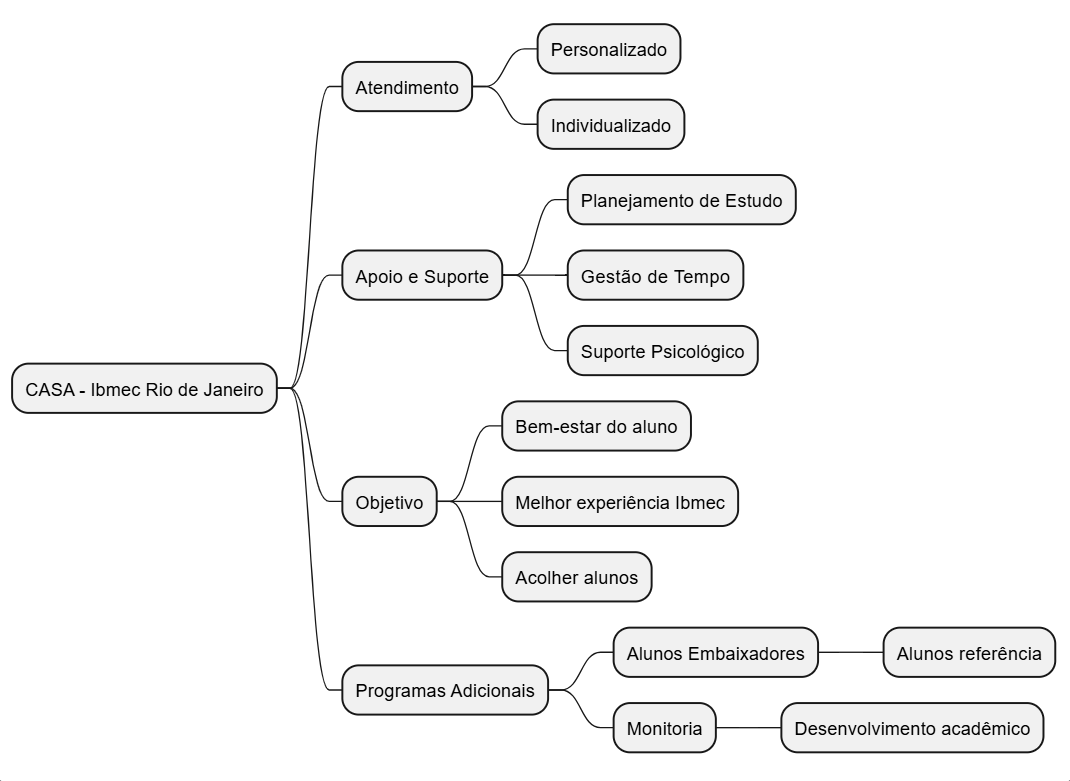 Personalizado
Atendimento
Individualizado
Planejamento de Estudo
Apoio e Suporte
Gestão de Tempo
Suporte Psicológico
CASA - Ibmec Rio de Janeiro
Bem-estar do aluno
Objetivo
Melhor experiência Ibmec
Acolher alunos
Alunos Embaixadores
Alunos referência
Programas Adicionais
Monitoria
Desenvolvimento acadêmico